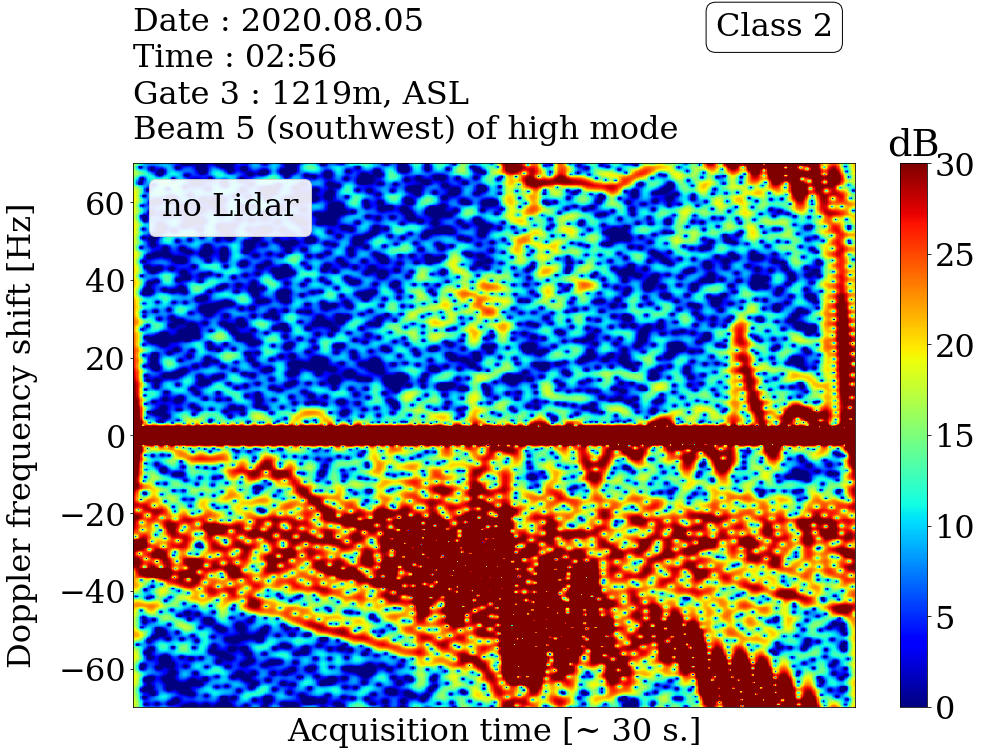 Date : 2020.08.05
Time : 02:56
Gate 3 : 1219m, ASL
Beam 5 (southwest) of high mode
Class 2
dB
no Lidar
Doppler frequency shift [Hz]
60
40
20
0
−20
−40
−60
30
25
20
15
10
5
0
Acquisition time [~ 30 s.]